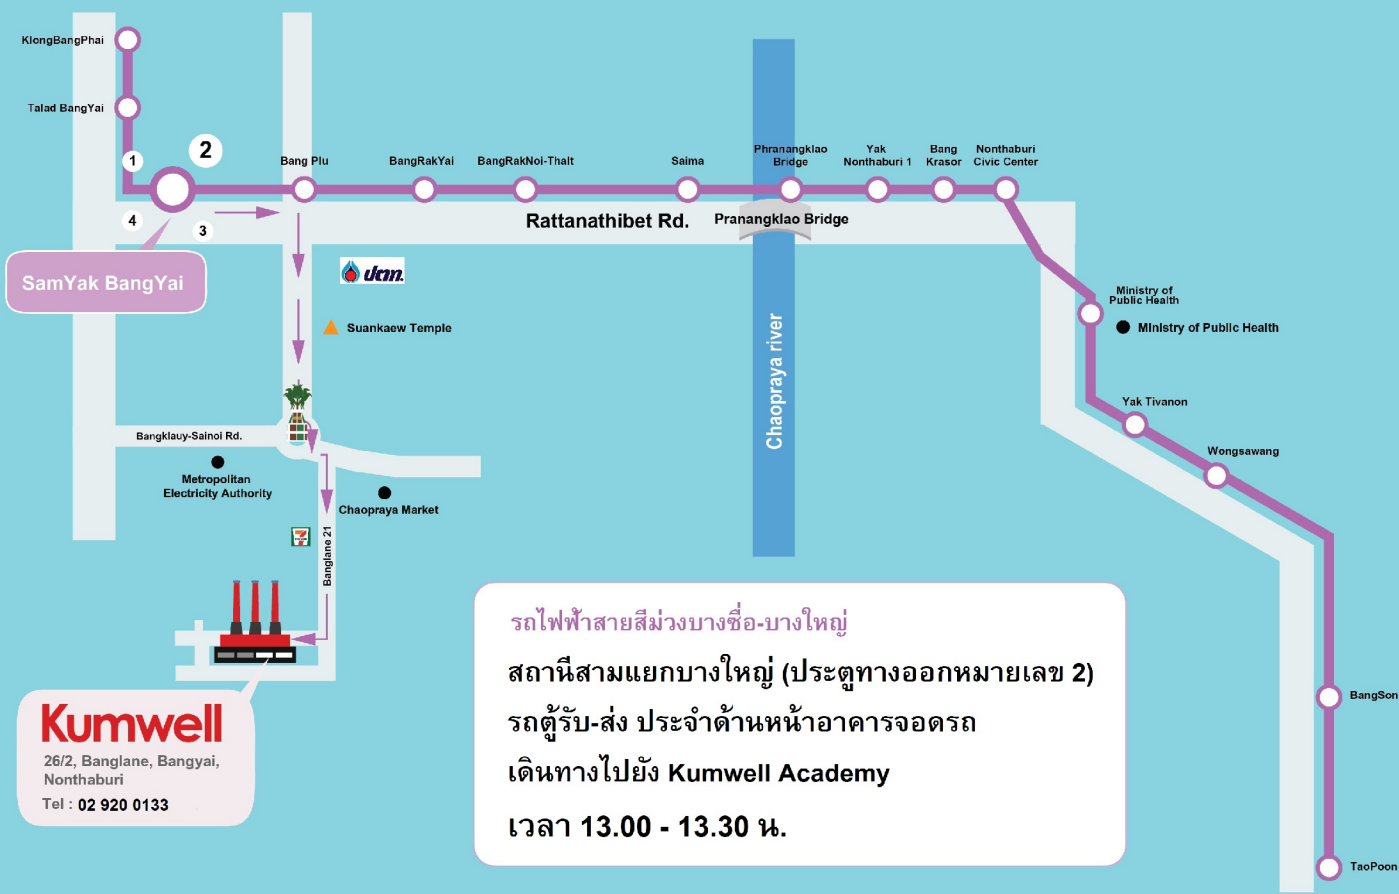 KlongBangPhai
Talad BangYai
1
2
4
3
SamYak BangYai
Bang Plu
BangRakYai
BangRakNoi-ThaIt
Saima
Phranangklao
Bridge
Yak
Nonthaburi 1
Bang
Krasor
Nonthaburi
Civic Center
Rattanathibet Rd.
Pranangklao Bridge
ปตท.
Suankaew Temple
Chaopraya river
Ministry of
Public Health
MInistry of Public Health
Yak Tivanon
Wongsawang
BangSon
TaoPoon
Bangklauy-Sainoi Rd.
Metropolitan
Electricity Authority
Chaopraya Market
7
Banglane 21
Kumwell
26/2, Banglane, Bangyai,
Nonthaburi
Tel : 02 920 0133
รถไฟฟ้าสายสีม่วงบางซื่อ-บางใหญ่
สถานีสามแยกบางใหญ่ (ประตูทางออกหมายเลข 2)
รถตู้รับ-ส่ง ประจำด้านหน้าอาคารจอดรถ
เดินทางไปยัง Kumwell Academy
เวลา 13.00 - 13.30 น.